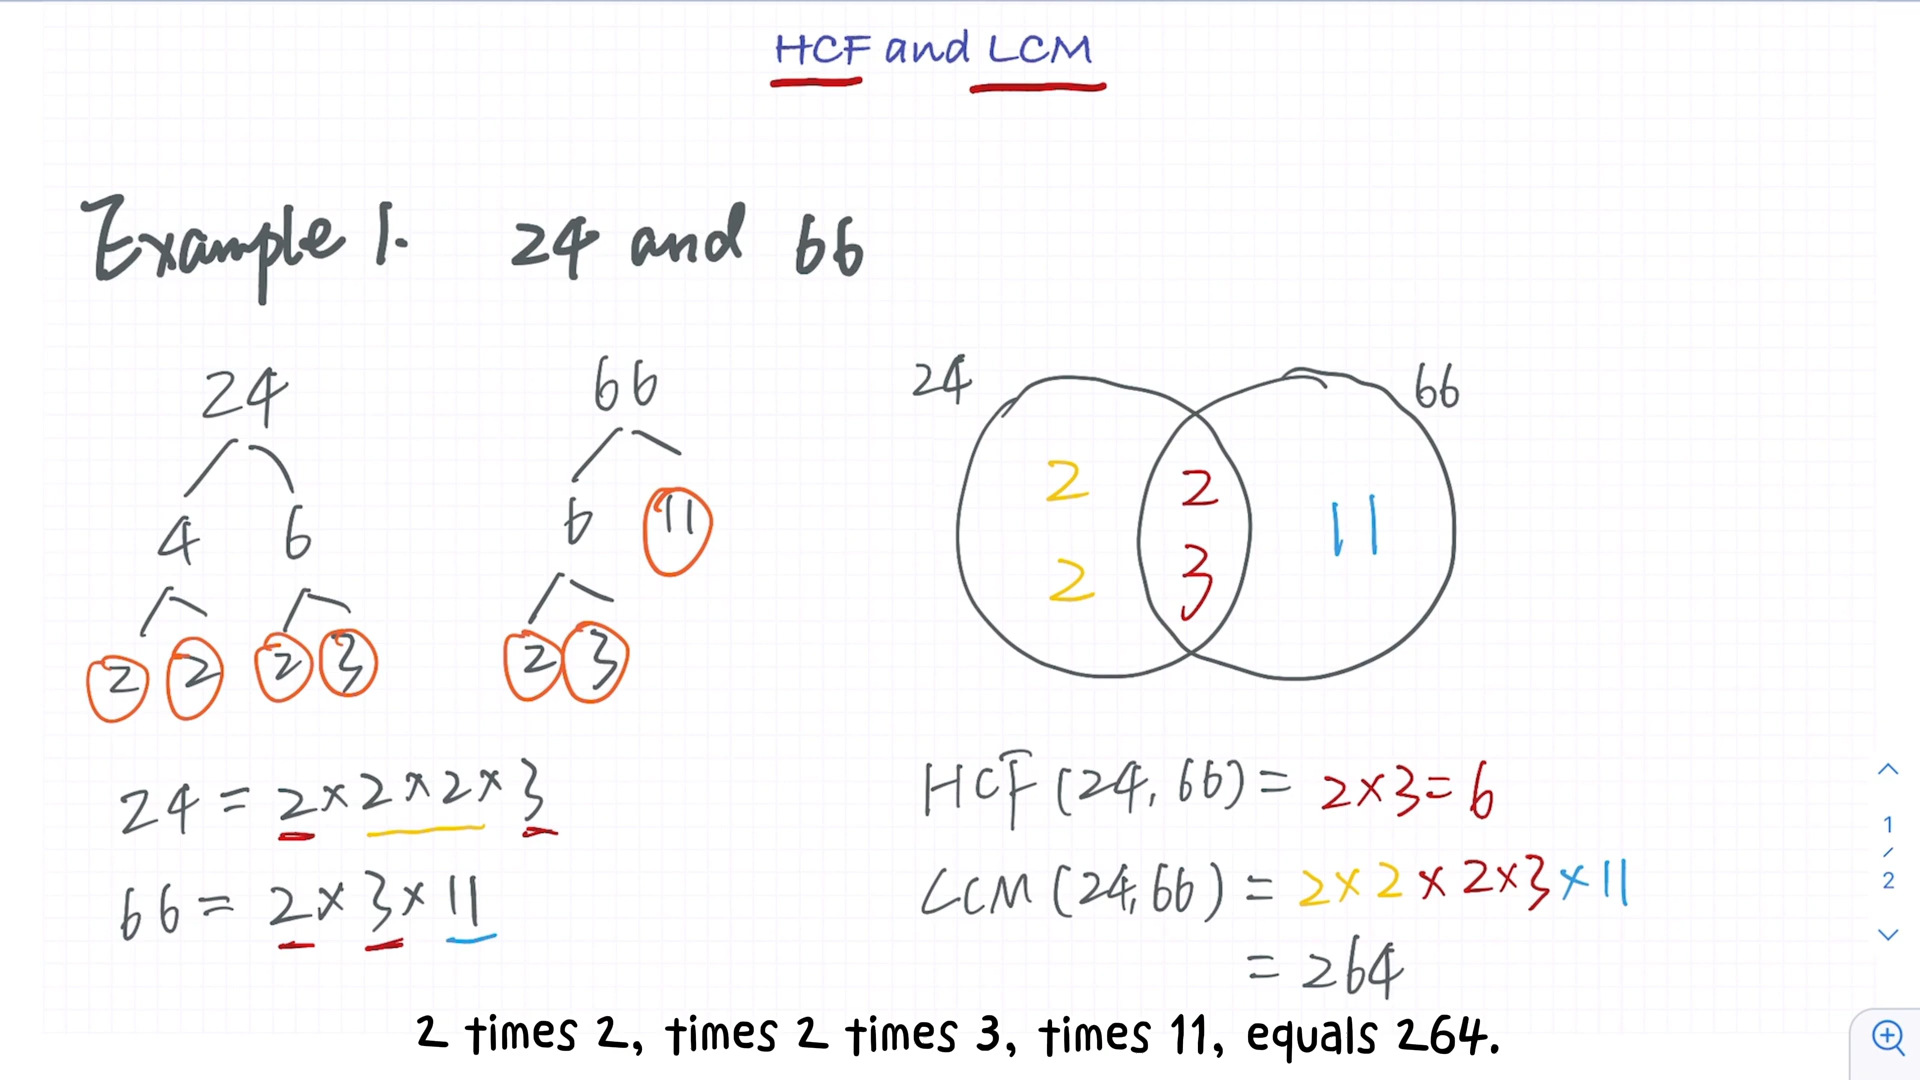 HCF and LCM
Example 1. 24 and 66
24
4 6
2 2 2 3
66
6 11
2 3
24 = 2 × 2 × 2 × 3
66 = 2 × 3 × 11
24 66
2 2 11
2 3
HCF (24, 66) = 2×3=6
LCM (24, 66) = 2×2×2×3×11
= 264
2 times 2, times 2 times 3, times 11, equals 264.
1
/
2